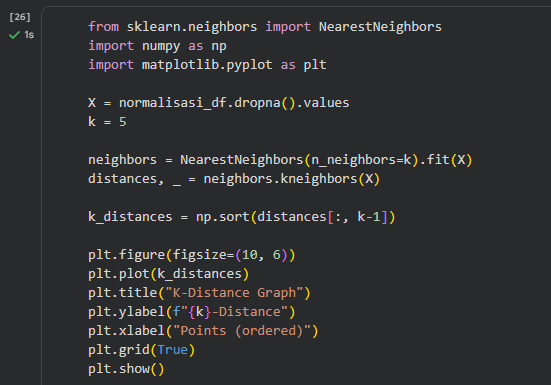 [26]
✓ 1s
from sklearn.neighbors import NearestNeighbors
import numpy as np
import matplotlib.pyplot as plt
X = normalisasi_df.dropna().values
k = 5
neighbors = NearestNeighbors(n_neighbors=k).fit(X)
distances, _ = neighbors.kneighbors(X)
k_distances = np.sort(distances[:, k-1])
plt.figure(figsize=(10, 6))
plt.plot(k_distances)
plt.title("K-Distance Graph")
plt.ylabel(f"{k}-Distance")
plt.xlabel("Points (ordered)")
plt.grid(True)
plt.show()